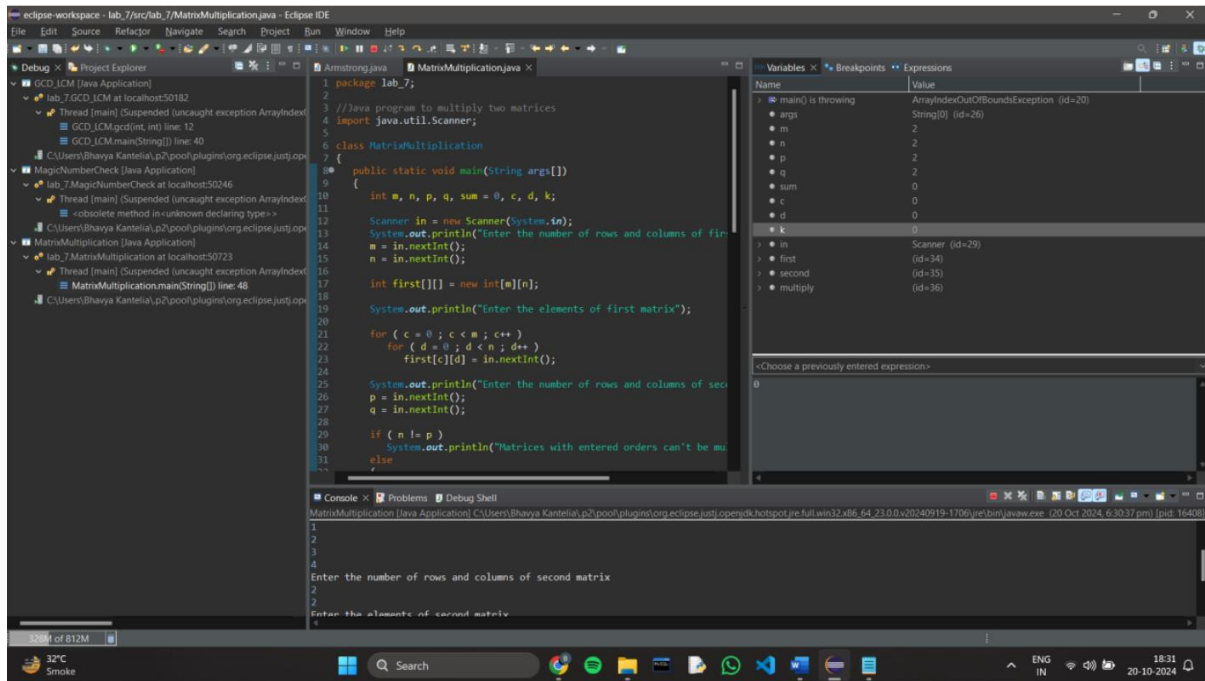 eclipse-workspace - lab_7/src/lab_7/MatrixMultiplication.java - Eclipse IDE
File Edit Source Refactor Navigate Search Project Run Window Help
Debug Project Explorer
GCD_LCM [Java Application]
lab_7.GCD_LCM at localhost:50182
Thread [main] (Suspended (uncaught exception ArrayIndex
GCD_LCM.gcd(int, int) line: 12
GCD_LCM.main(String[]) line: 40
C:\Users\Bhavya Kantelia\.p2\pool\plugins\org.eclipse.justj.ope
MagicNumberCheck [Java Application]
lab_7.MagicNumberCheck at localhost:50246
Thread [main] (Suspended (uncaught exception ArrayIndex
<obsolete method in<unknown declaring type>>
C:\Users\Bhavya Kantelia\.p2\pool\plugins\org.eclipse.justj.ope
MatrixMultiplication [Java Application]
lab_7.MatrixMultiplication at localhost:50723
Thread [main] (Suspended (uncaught exception ArrayIndex
MatrixMultiplication.main(String[]) line: 48
C:\Users\Bhavya Kantelia\.p2\pool\plugins\org.eclipse.justj.ope
Armstrong.java MatrixMultiplication.java
1 package lab_7;
2
3 //Java program to multiply two matrices
4 import java.util.Scanner;
5
6 class MatrixMultiplication
7 {
8 public static void main(String args[])
9 {
10 int m, n, p, q, sum = 0, c, d, k;
11
12 Scanner in = new Scanner(System.in);
13 System.out.println("Enter the number of rows and columns of fir
14 m = in.nextInt();
15 n = in.nextInt();
16
17 int first[][] = new int[m][n];
18
19 System.out.println("Enter the elements of first matrix");
20
21 for ( c = 0 ; c < m ; c++ )
22 for ( d = 0 ; d < n ; d++ )
23 first[c][d] = in.nextInt();
24
25 System.out.println("Enter the number of rows and columns of seco
26 p = in.nextInt();
27 q = in.nextInt();
28
29 if ( n != p )
30 System.out.println("Matrices with entered orders can't be mu
31 else
Variables Breakpoints Expressions
Name Value
main() is throwing ArrayIndexOutOfBoundsException (id=20)
args String[0] (id=26)
m 2
n 2
p 2
q 2
sum 0
c 0
d 0
k 0
in Scanner (id=29)
first (id=34)
second (id=35)
multiply (id=36)
<Choose a previously entered expression>
0
Console Problems Debug Shell
MatrixMultiplication [Java Application] C:\Users\Bhavya Kantelia\.p2\pool\plugins\org.eclipse.justj.openjdk.hotspot.jre.full.win32.x86_64_23.0.0.v20240919-1706\jre\bin\javaw.exe (20 Oct 2024, 6:30:37 pm) [pid: 16408]
1
2
3
4
Enter the number of rows and columns of second matrix
2
2
Enter the elements of second matrix
328M of 812M
32°C
Smoke
Search
ENG
IN
18:31
20-10-2024